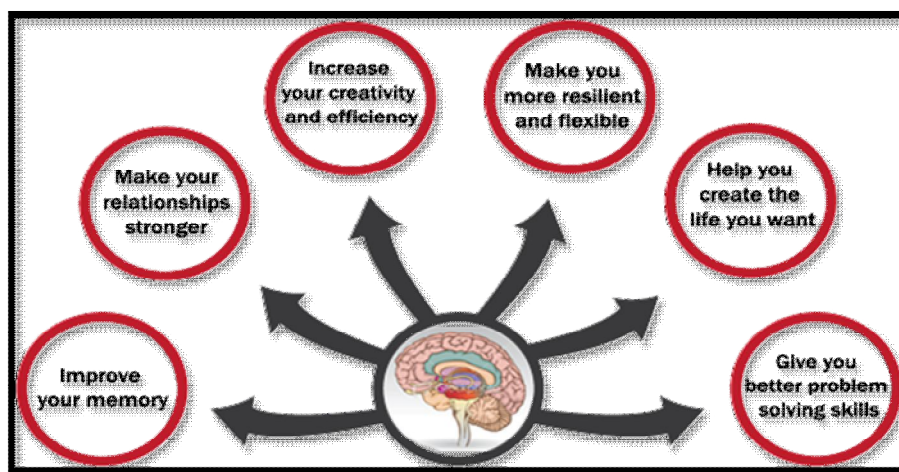 Improve
your memory
Make your
relationships
stronger
Increase
your creativity
and efficiency
Make you
more resilient
and flexible
Help you
create the
life you want
Give you
better problem
solving skills